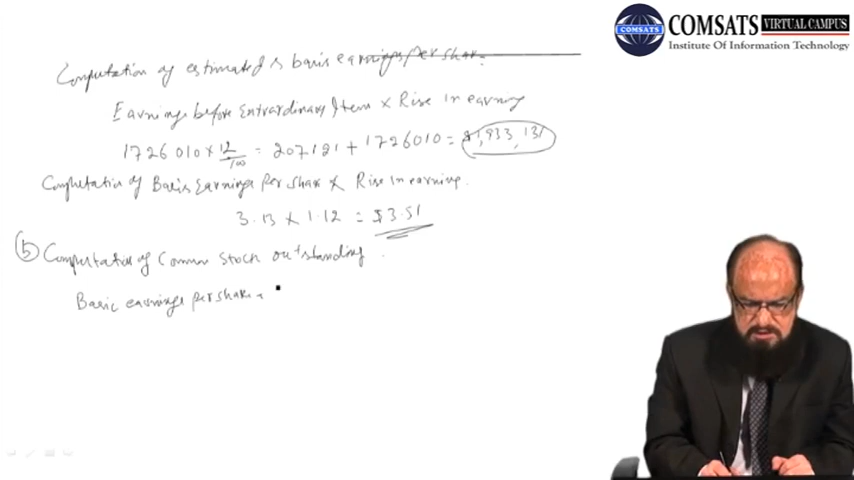 COMSATS VIRTUAL CAMPUS
Institute Of Information Technology
Computation of estimated & basic earnings per share.
Earnings before Extraordinary Item × Rise in earning
1726010 × 12/100 = 207121 + 1726010 = $1,933,131
Computation of Basic Earnings Per Share × Rise in earning.
3.13 × 1.12 = $3.51
(b) Computation of Common Stock outstanding.
Basic earnings per share =